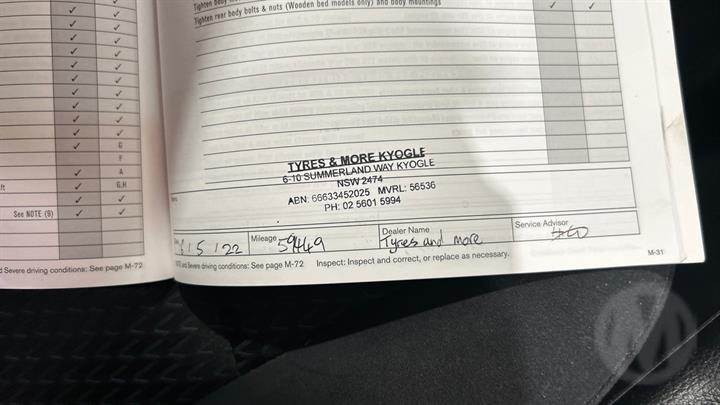 Tighten rear body bolts & nuts (Wooden bed models only) and body mountings
✓ ✓
G
F
A
ft G,H
See NOTE (9)
TYRES & MORE KYOGLE
6-10 SUMMERLAND WAY KYOGLE
NSW 2474
ABN: 66633452025 MVRL: 56536
PH: 02 5601 5994
Mileage 59449
Dealer Name Tyres and more
Service Advisor
15 / 22
Severe driving conditions: See page M-72
and Severe driving conditions: See page M-72 Inspect: Inspect and correct, or replace as necessary.
M-31